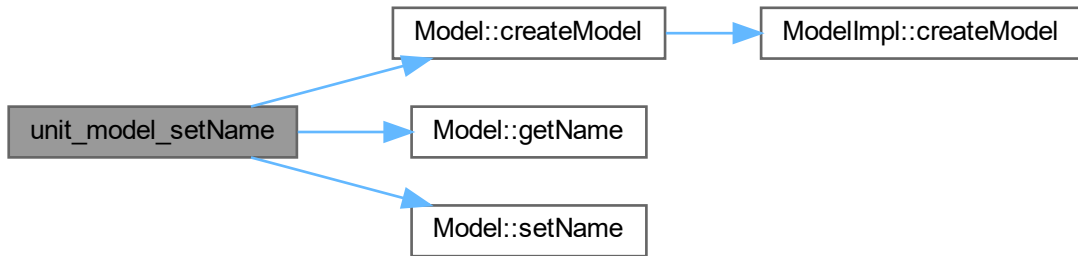 Model::createModel
ModelImpl::createModel
unit_model_setName
Model::getName
Model::setName